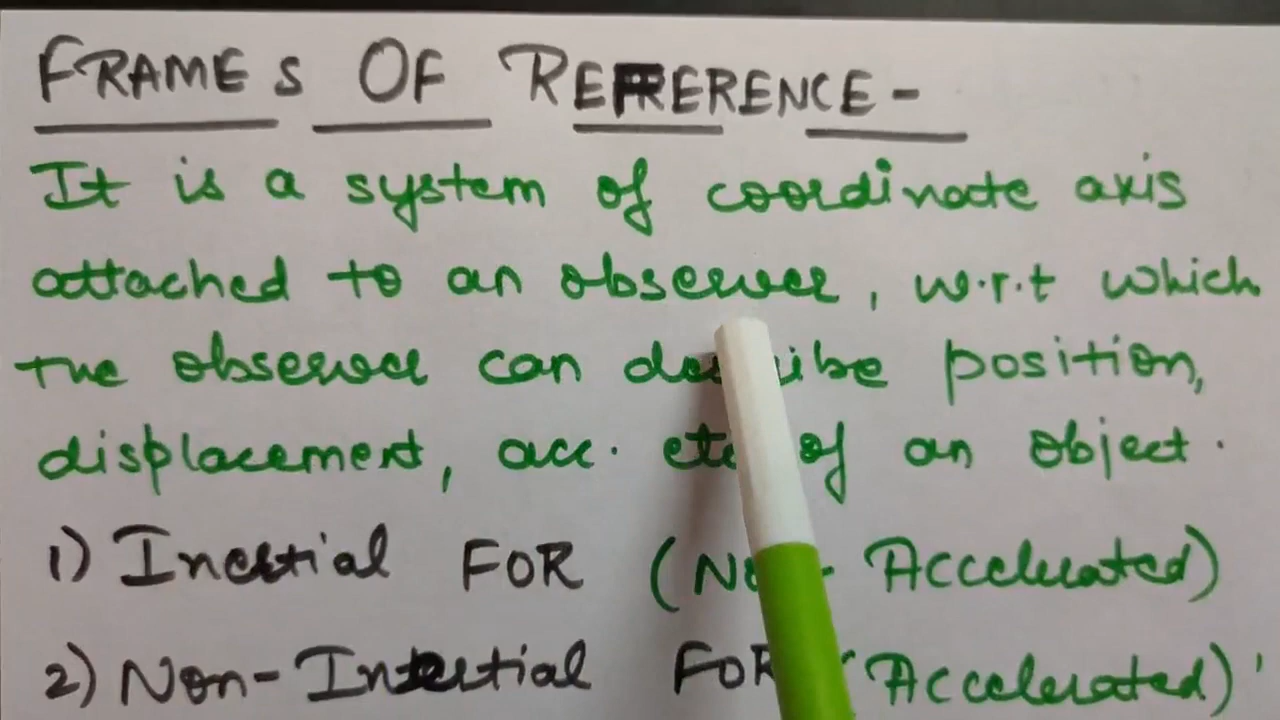 FRAMES OF REFERENCE -
It is a system of coordinate axis
attached to an observer, w.r.t which
the observer can describe position,
displacement, acc. etc of an object.
1) Inertial FOR (Non- Accelerated)
2) Non-Inertial FOR (Accelerated)